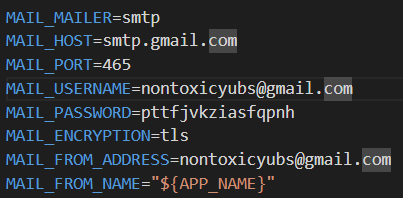 MAIL_MAILER=smtp
MAIL_HOST=smtp.gmail.com
MAIL_PORT=465
MAIL_USERNAME=nontoxicyubs@gmail.com
MAIL_PASSWORD=pttfjvkziasfqpnh
MAIL_ENCRYPTION=tls
MAIL_FROM_ADDRESS=nontoxicyubs@gmail.com
MAIL_FROM_NAME="${APP_NAME}"